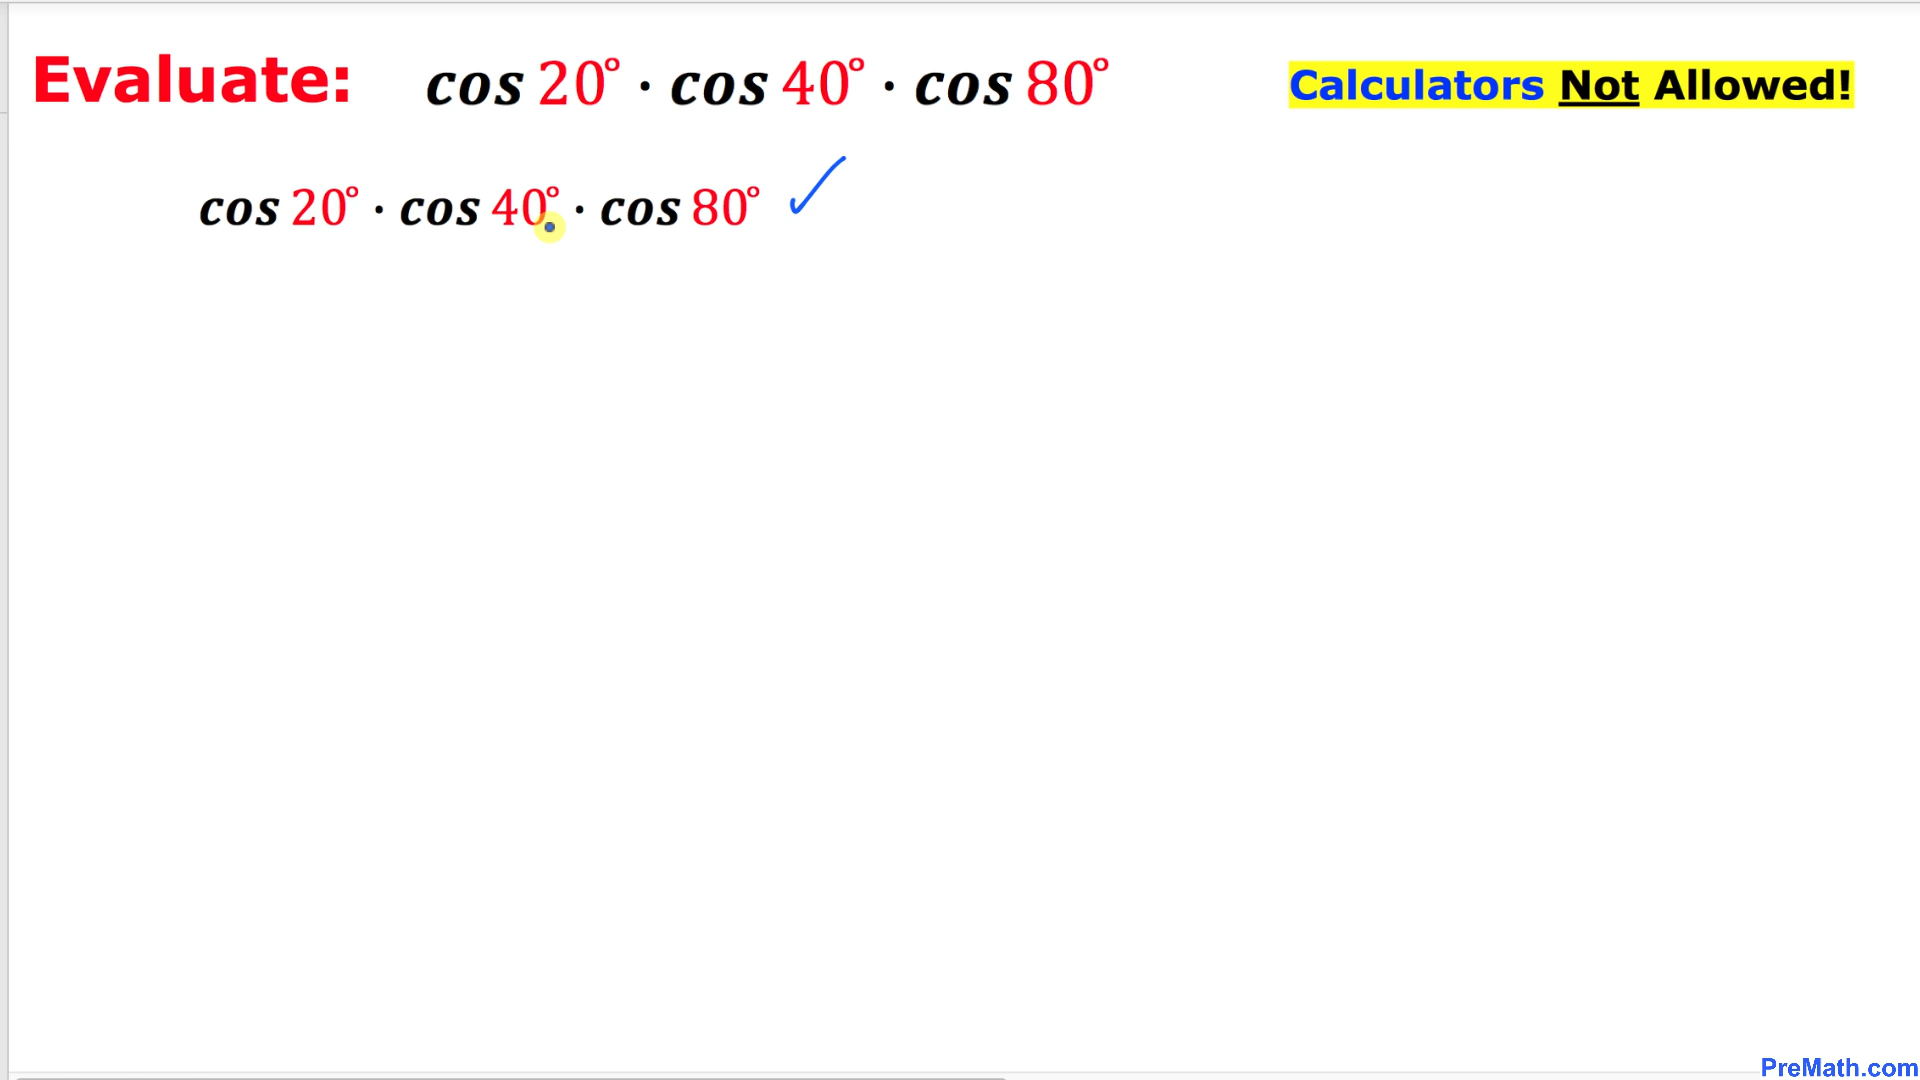 Evaluate: cos 20° · cos 40° · cos 80° Calculators Not Allowed!
cos 20° · cos 40° · cos 80° ✓
PreMath.com